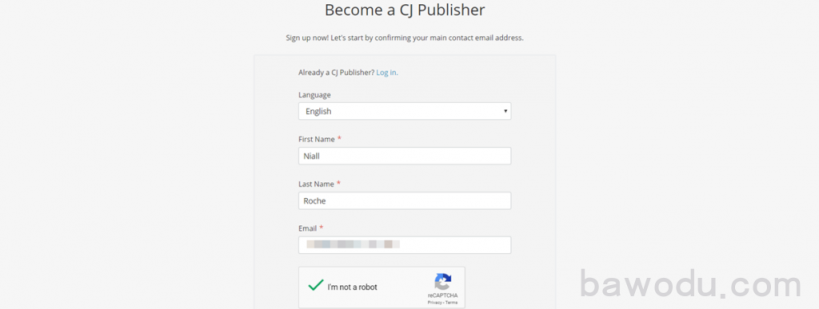 Become a CJ Publisher
Sign up now! Let's start by confirming your main contact email address.
Already a CJ Publisher? Log in.
Language
English
First Name *
Niall
Last Name *
Roche
Email *
I'm not a robot
reCAPTCHA
Privacy - Terms
bawodu.com